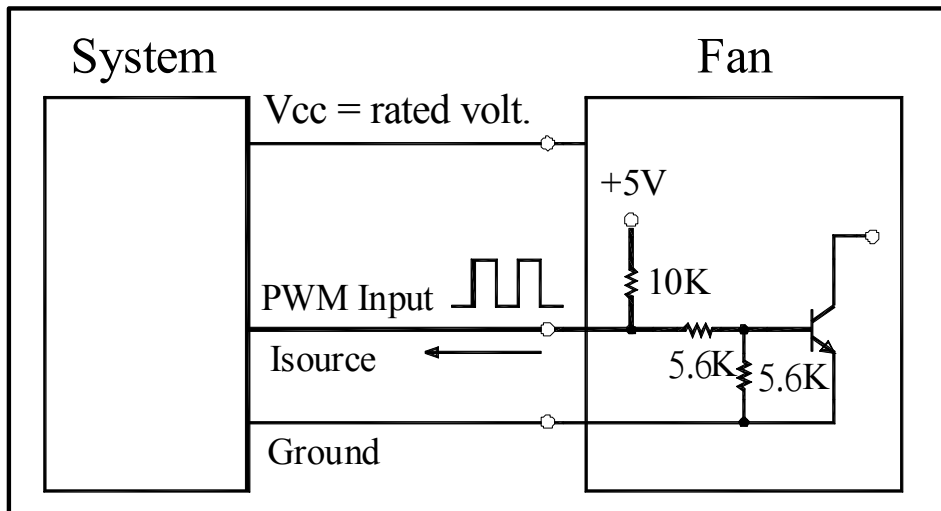 System
Fan
Vcc = rated volt.
+5V
10K
PWM Input
Isource
5.6K
5.6K
Ground